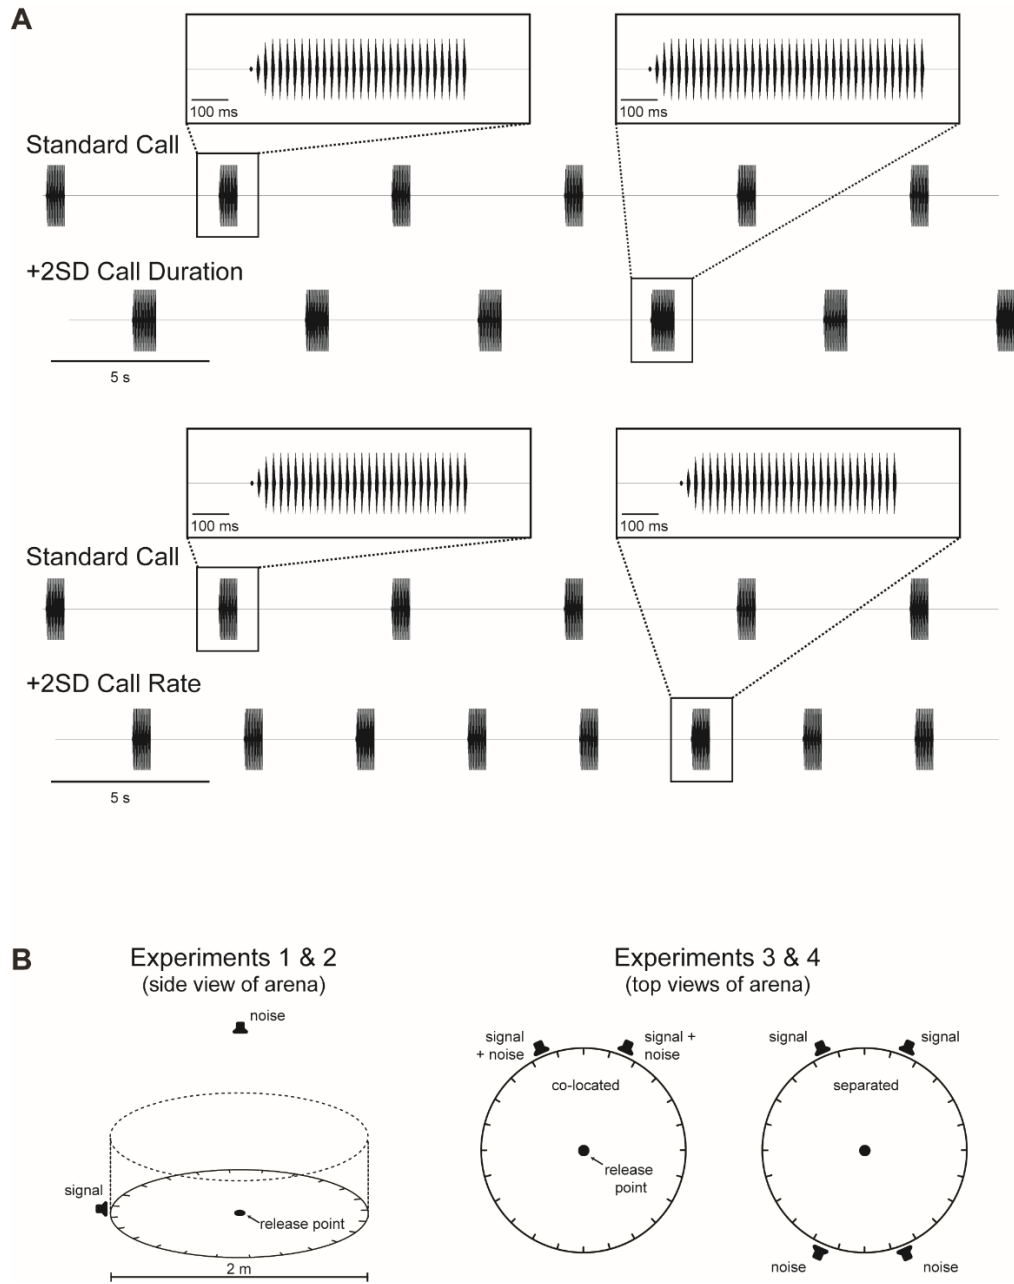 A
100 ms
100 ms
Standard Call
+2SD Call Duration
5 s
100 ms
100 ms
Standard Call
+2SD Call Rate
5 s
B
Experiments 1 & 2
(side view of arena)
noise
signal
release point
2 m
Experiments 3 & 4
(top views of arena)
signal
+ noise
signal +
noise
co-located
release
point
signal
signal
separated
noise
noise